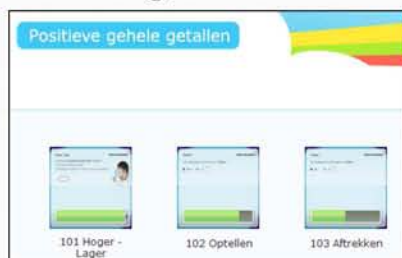 Positieve gehele getallen
101 Hoger -
Lager
102 Optellen
103 Aftrekken